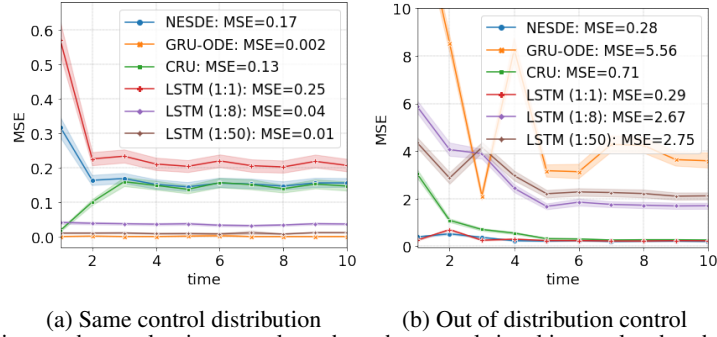 0.6
0.5
0.4
0.3
0.2
0.1
0.0
MSE
NESDE: MSE=0.17
GRU-ODE: MSE=0.002
CRU: MSE=0.13
LSTM (1:1): MSE=0.25
LSTM (1:8): MSE=0.04
LSTM (1:50): MSE=0.01
2 4 6 8 10
time
(a) Same control distribution
10
8
6
4
2
0
MSE
NESDE: MSE=0.28
GRU-ODE: MSE=5.56
CRU: MSE=0.71
LSTM (1:1): MSE=0.29
LSTM (1:8): MSE=2.67
LSTM (1:50): MSE=2.75
2 4 6 8 10
time
(b) Out of distribution control